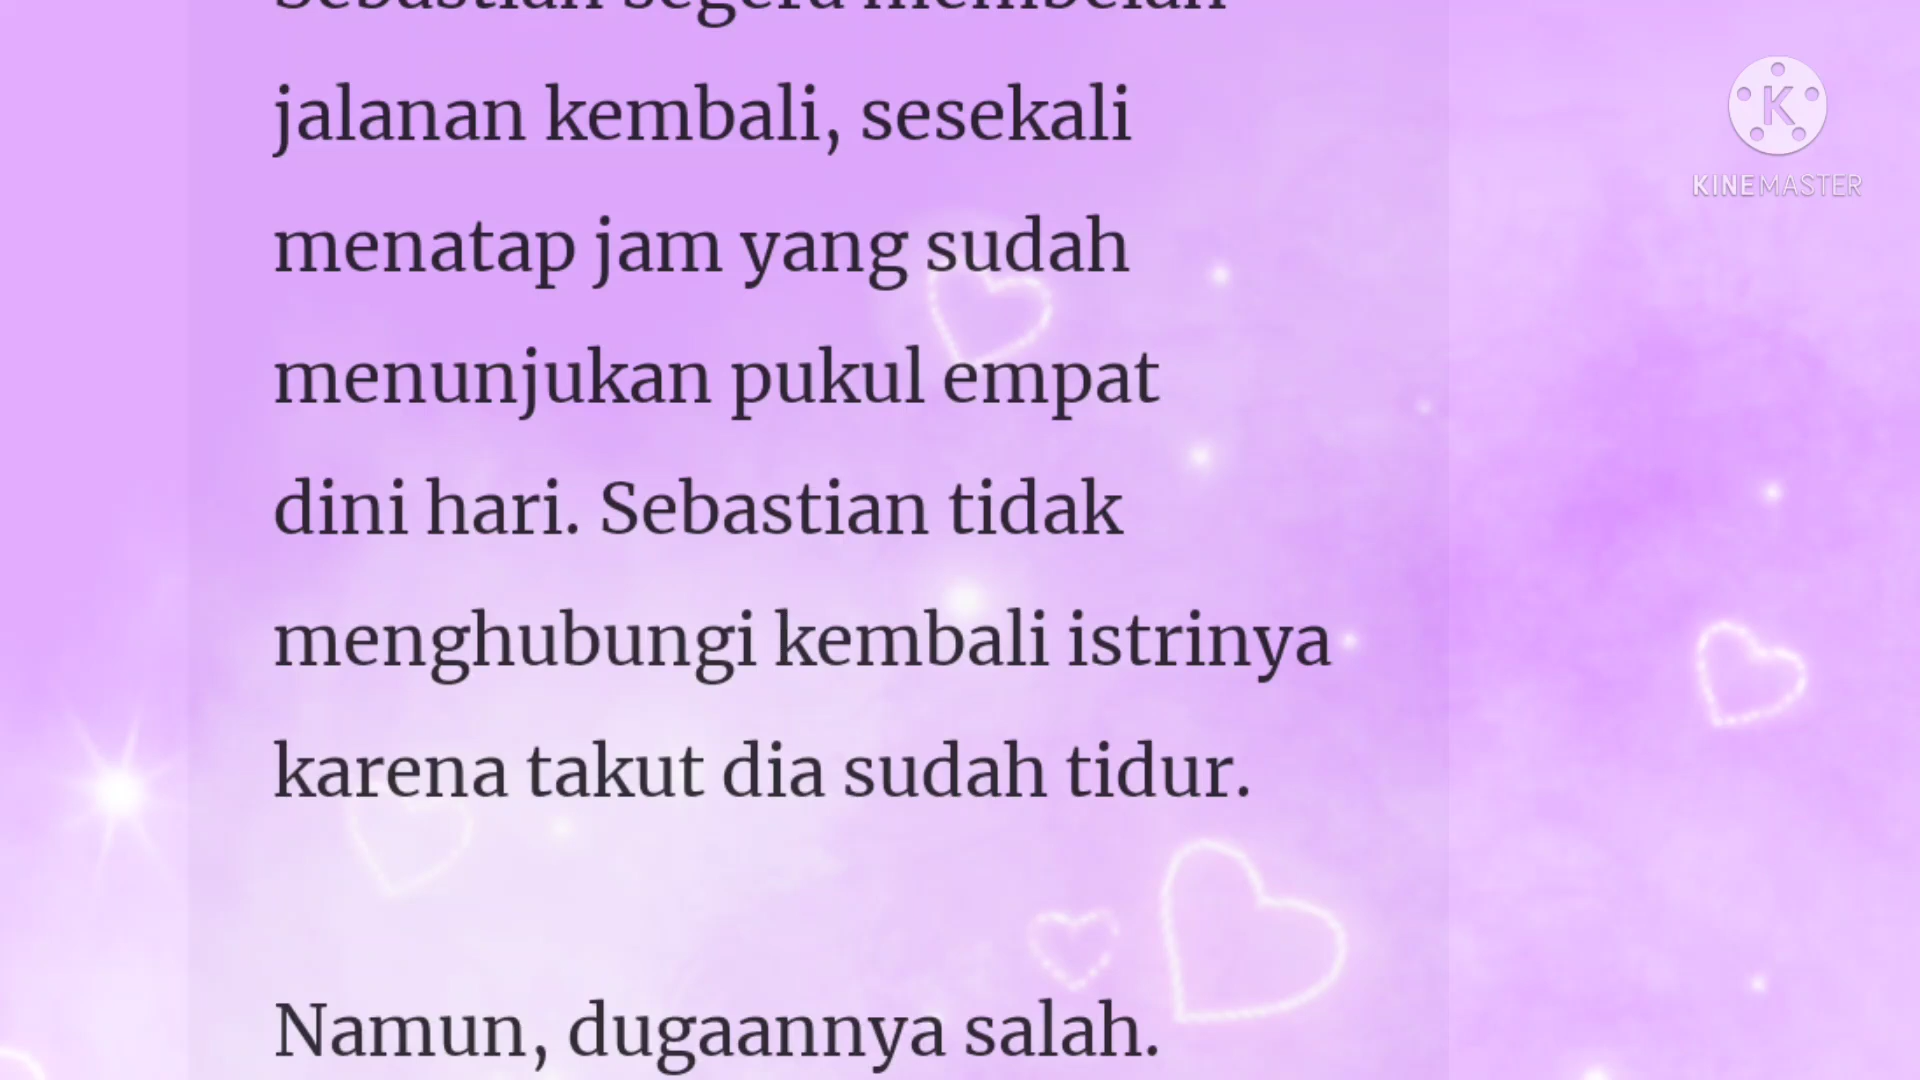 Sebastian segera membelah
jalanan kembali, sesekali
menatap jam yang sudah
menunjukan pukul empat
dini hari. Sebastian tidak
menghubungi kembali istrinya
karena takut dia sudah tidur.
Namun, dugaannya salah.
K
KINEMASTER